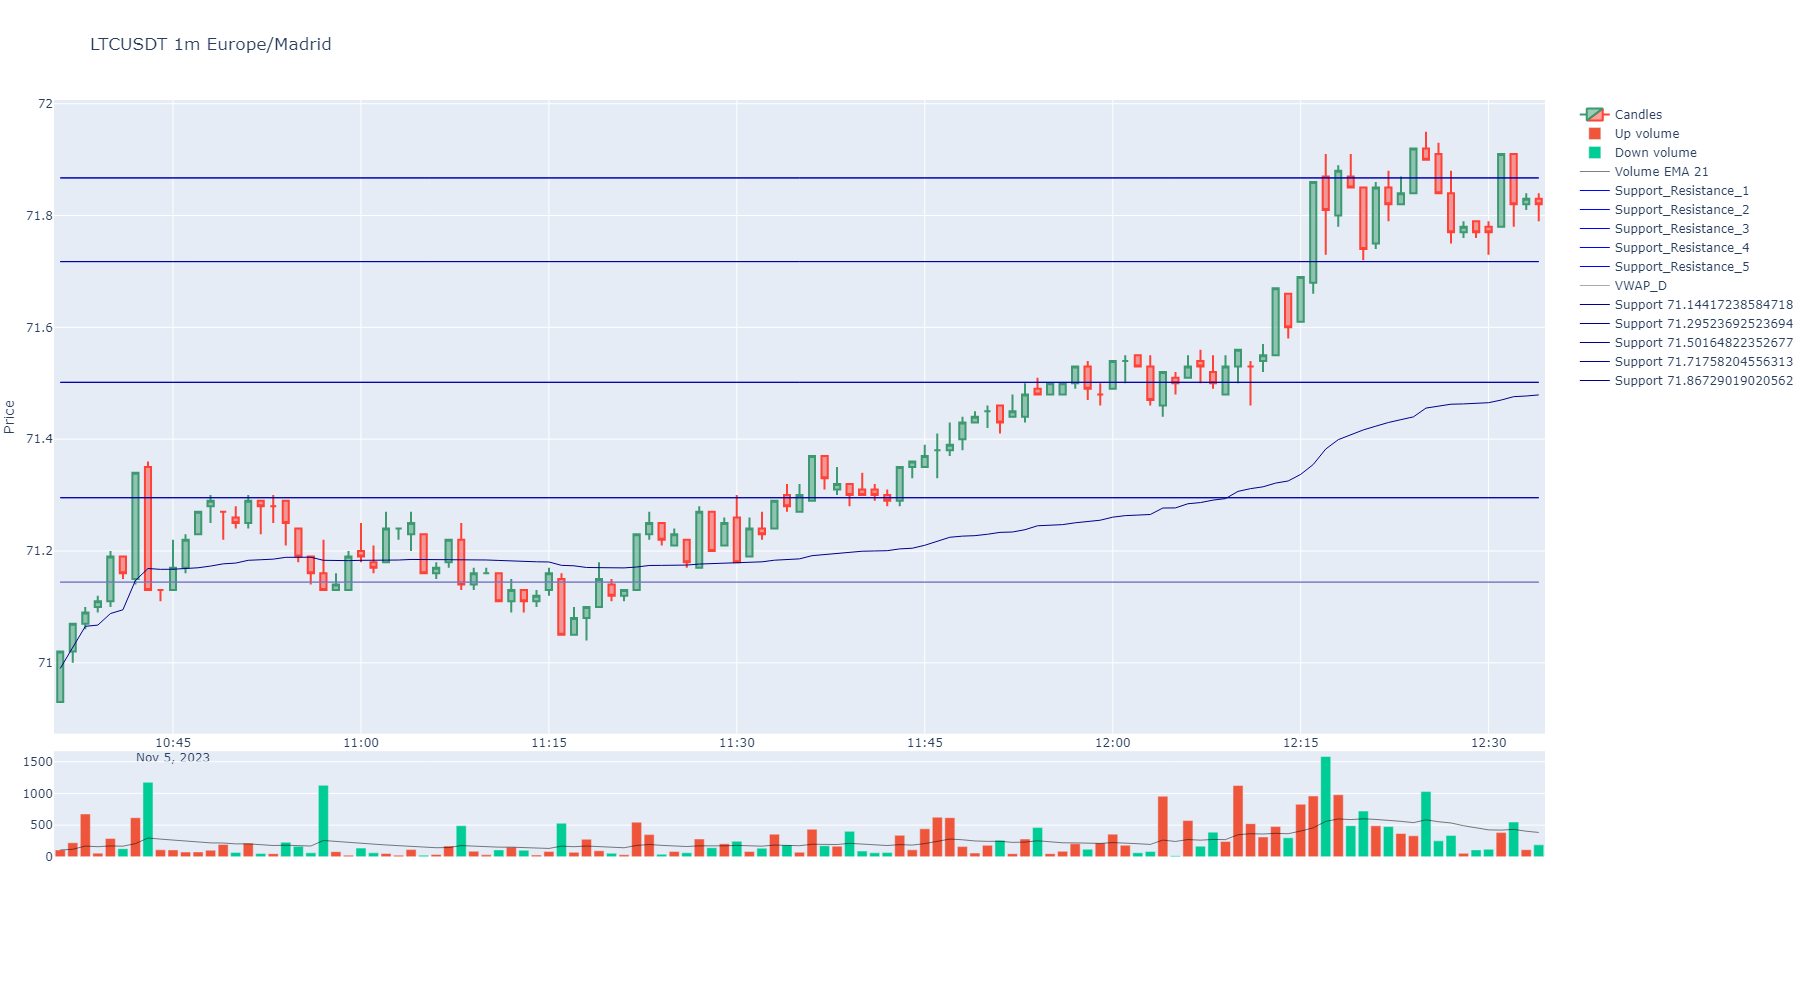 LTCUSDT 1m Europe/Madrid
72
71.8
71.6
71.4
71.2
71
Price
10:45
11:00
11:15
11:30
11:45
12:00
12:15
12:30
Nov 5, 2023
1500
1000
500
0
Candles
Up volume
Down volume
Volume EMA 21
Support_Resistance_1
Support_Resistance_2
Support_Resistance_3
Support_Resistance_4
Support_Resistance_5
VWAP_D
Support 71.14417238584718
Support 71.29523692523694
Support 71.50164822352677
Support 71.71758204556313
Support 71.86729019020562